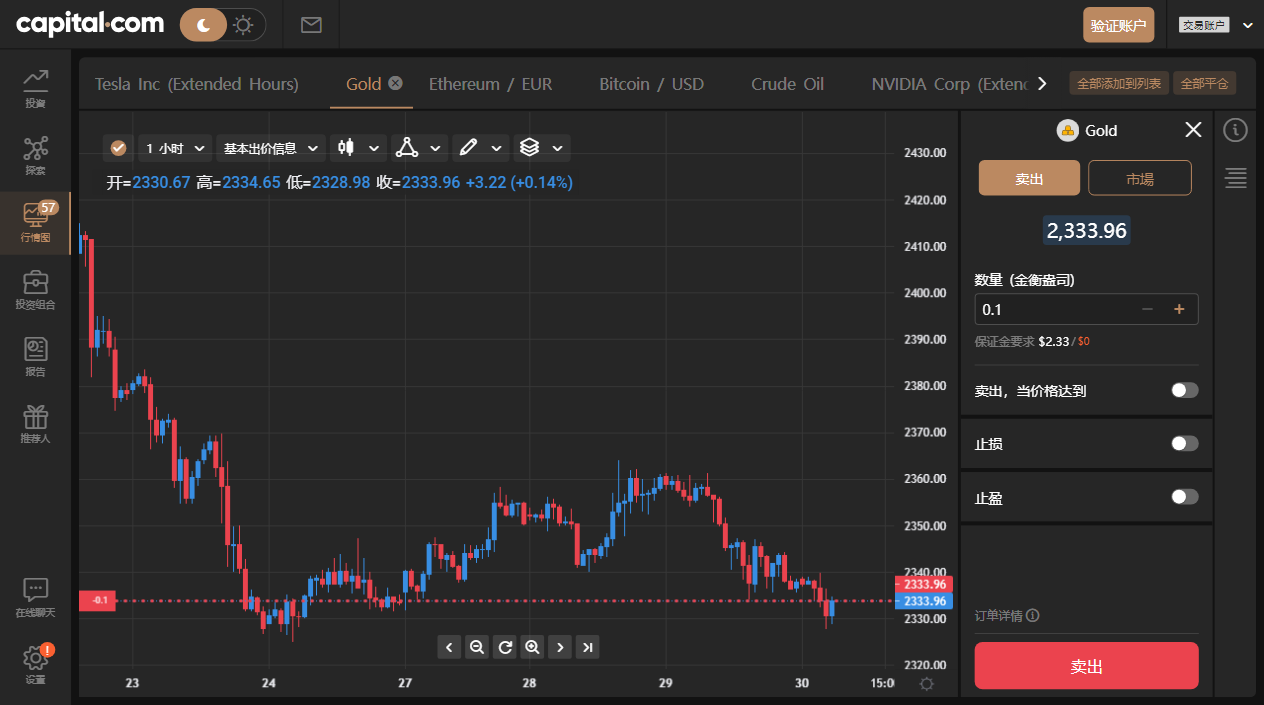 capital.com
验证账户
交易账户
投资
探索
57
行情图
投资组合
报告
推荐人
在线聊天
!
设置
Tesla Inc (Extended Hours)
Gold
Ethereum / EUR
Bitcoin / USD
Crude Oil
NVIDIA Corp (Exten
全部添加到列表
全部平仓
1 小时
基本出价信息
开=2330.67 高=2334.65 低=2328.98 收=2333.96 +3.22 (+0.14%)
2430.00
2420.00
2410.00
2400.00
2390.00
2380.00
2370.00
2360.00
2350.00
2340.00
2333.96
-0.1
2333.96
2330.00
2320.00
23
24
27
28
29
30
15:0
Gold
卖出
市場
2,333.96
数量 (金衡盎司)
0.1
保证金要求 $2.33/$0
卖出，当价格达到
止损
止盈
订单详情
卖出